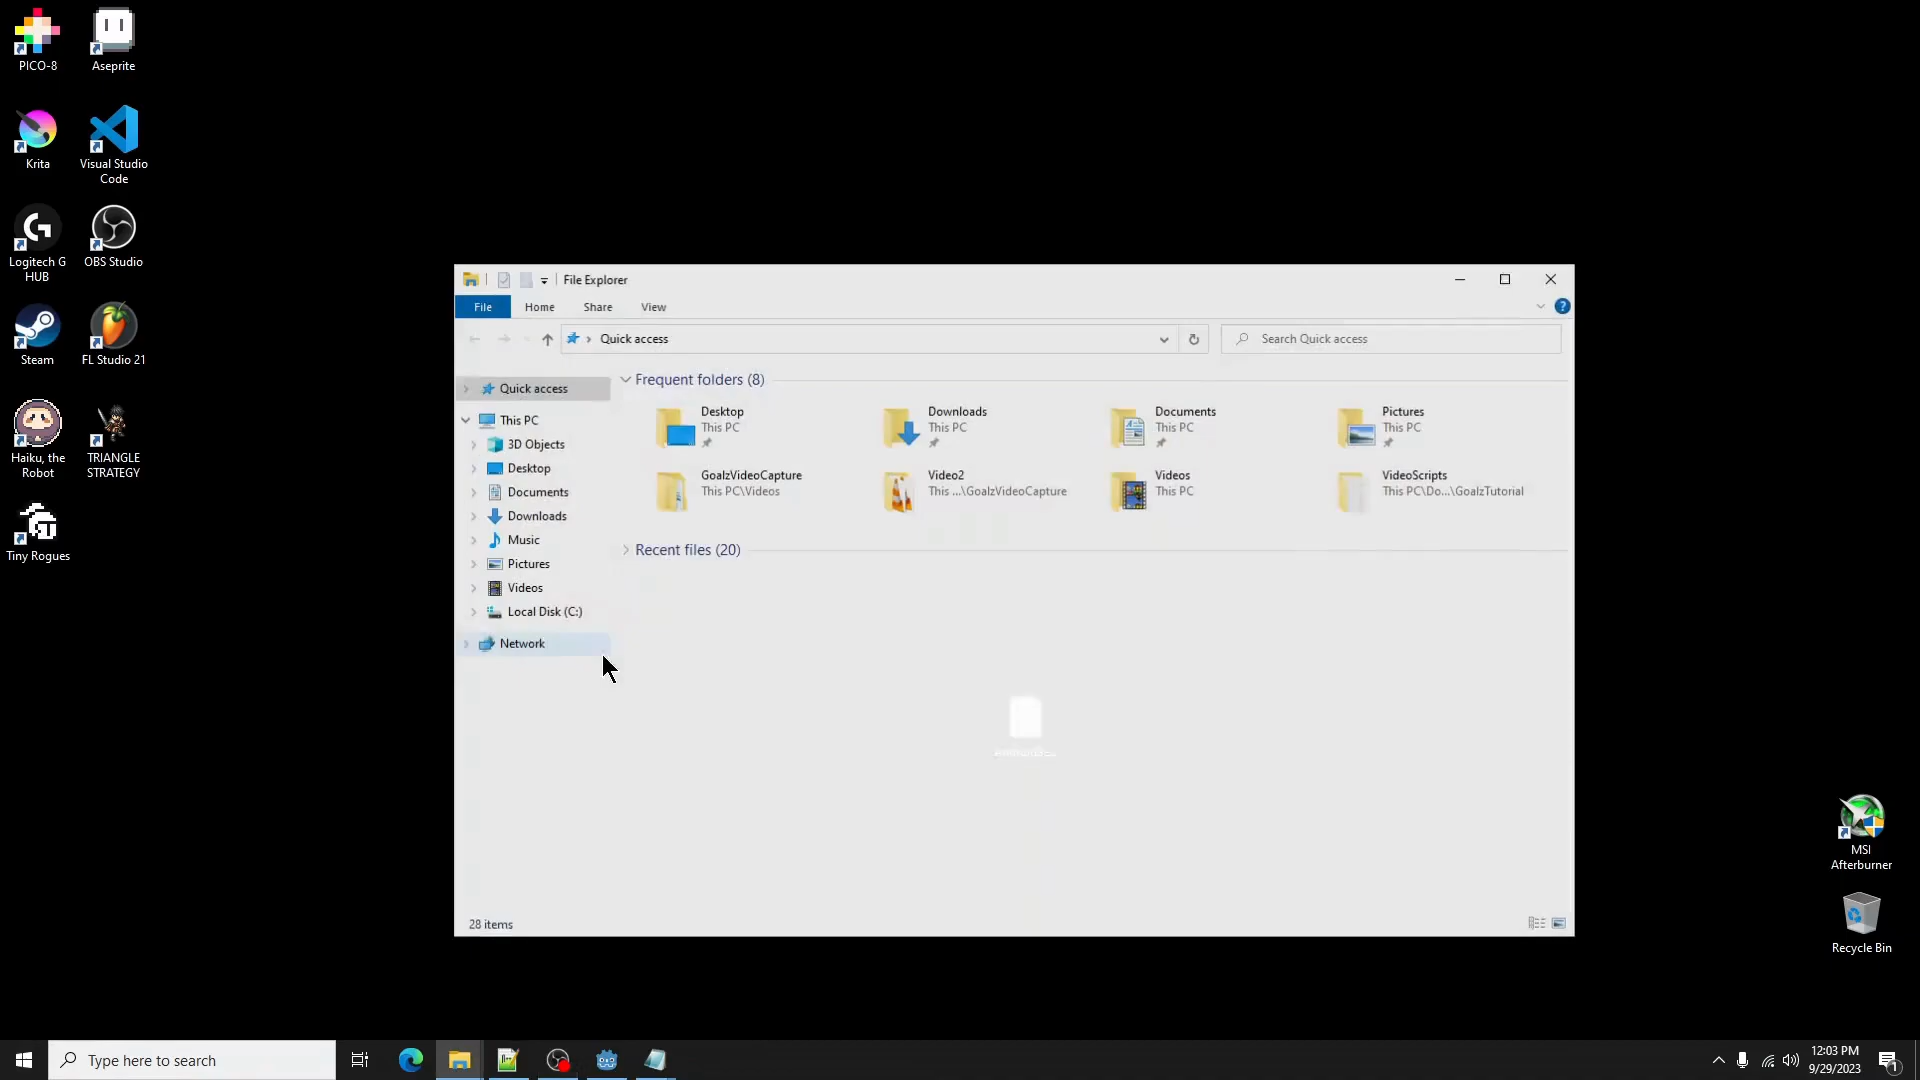 PICO-8
Aseprite
Krita
Visual Studio
Code
Logitech G
HUB
OBS Studio
Steam
FL Studio 21
Haiku, the
Robot
TRIANGLE
STRATEGY
Tiny Rogues
File Explorer
File
Home
Share
View
Quick access
Search Quick access
Quick access
This PC
3D Objects
Desktop
Documents
Downloads
Music
Pictures
Videos
Local Disk (C:)
Network
Frequent folders (8)
Desktop
This PC
Downloads
This PC
Documents
This PC
Pictures
This PC
GoalzVideoCapture
This PC\Videos
Video2
This ...\GoalzVideoCapture
Videos
This PC
VideoScripts
This PC\Do...\GoalzTutorial
Recent files (20)
28 items
MSI
Afterburner
Recycle Bin
Type here to search
12:03 PM
9/29/2023
1